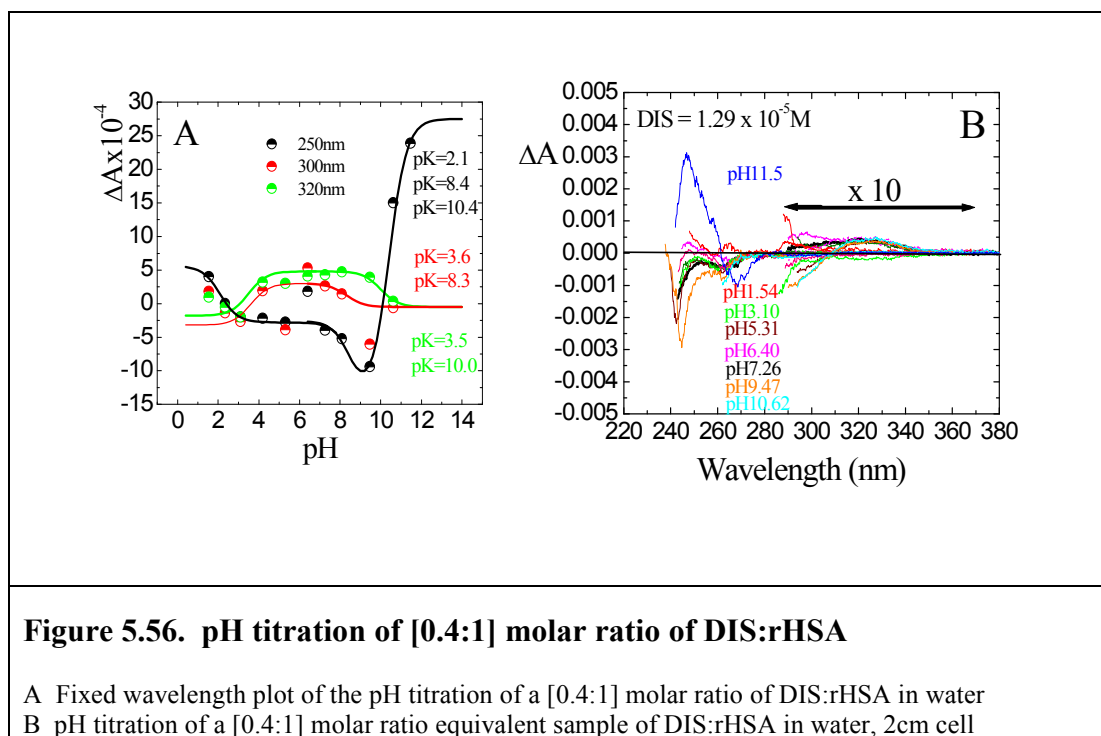 A
ΔAx10⁻⁴
30
25
20
15
10
5
0
-5
-10
-15
250nm
300nm
320nm
pK=2.1
pK=8.4
pK=10.4
pK=3.6
pK=8.3
pK=3.5
pK=10.0
0 2 4 6 8 10 12 14
pH
B
ΔA
0.005
0.004
0.003
0.002
0.001
0.000
-0.001
-0.002
-0.003
-0.004
-0.005
DIS = 1.29 x 10⁻⁵M
pH11.5
x 10
pH1.54
pH3.10
pH5.31
pH6.40
pH7.26
pH9.47
pH10.62
220 240 260 280 300 320 340 360 380
Wavelength (nm)
Figure 5.56. pH titration of [0.4:1] molar ratio of DIS:rHSA
A Fixed wavelength plot of the pH titration of a [0.4:1] molar ratio of DIS:rHSA in water
B pH titration of a [0.4:1] molar ratio equivalent sample of DIS:rHSA in water, 2cm cell